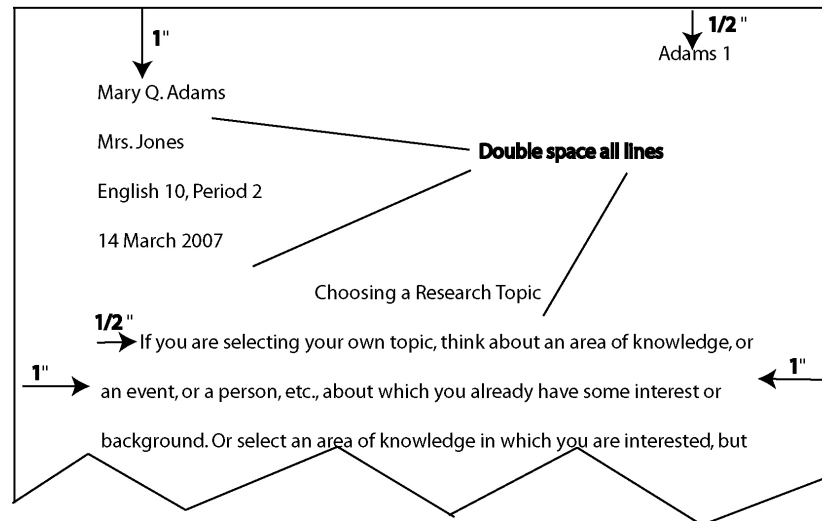 1" 1/2 "
Adams 1
Mary Q. Adams
Mrs. Jones
Double space all lines
English 10, Period 2
14 March 2007
Choosing a Research Topic
1/2 "
If you are selecting your own topic, think about an area of knowledge, or
1" 1"
an event, or a person, etc., about which you already have some interest or
background. Or select an area of knowledge in which you are interested, but